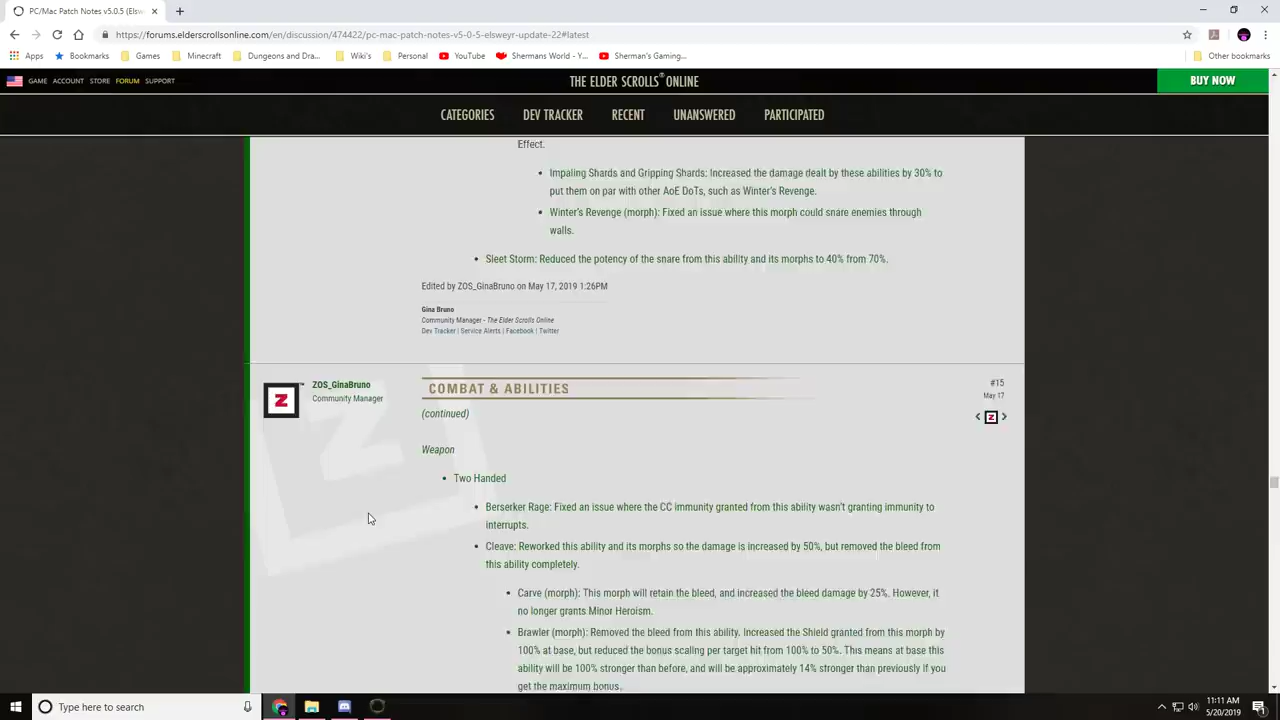 PC/Mac Patch Notes v5.0.5 (Elsw
https://forums.elderscrollsonline.com/en/discussion/474422/pc-mac-patch-notes-v5-0-5-elsweyr-update-22#latest
Apps Bookmarks Games Minecraft Dungeons and Dra... Wiki's Personal YouTube Shermans World - Y... Sherman's Gaming... Other bookmarks
GAME ACCOUNT STORE FORUM SUPPORT THE ELDER SCROLLS® ONLINE BUY NOW
CATEGORIES DEV TRACKER RECENT UNANSWERED PARTICIPATED
Effect.
• Impaling Shards and Gripping Shards: Increased the damage dealt by these abilities by 30% to
put them on par with other AoE DoTs, such as Winter's Revenge.
• Winter's Revenge (morph): Fixed an issue where this morph could snare enemies through
walls.
• Sleet Storm: Reduced the potency of the snare from this ability and its morphs to 40% from 70%.
Edited by ZOS_GinaBruno on May 17, 2019 1:26PM
Gina Bruno
Community Manager - The Elder Scrolls Online
Dev Tracker | Service Alerts | Facebook | Twitter
ZOS_GinaBruno
Community Manager
COMBAT & ABILITIES
#15
May 17
(continued)
Weapon
• Two Handed
• Berserker Rage: Fixed an issue where the CC immunity granted from this ability wasn't granting immunity to
interrupts.
• Cleave: Reworked this ability and its morphs so the damage is increased by 50%, but removed the bleed from
this ability completely.
• Carve (morph): This morph will retain the bleed, and increased the bleed damage by 25%. However, it
no longer grants Minor Heroism.
• Brawler (morph): Removed the bleed from this ability. Increased the Shield granted from this morph by
100% at base, but reduced the bonus scaling per target hit from 100% to 50%. This means at base this
ability will be 100% stronger than before, and will be approximately 14% stronger than previously if you
get the maximum bonus.
Type here to search
11:11 AM
5/20/2019